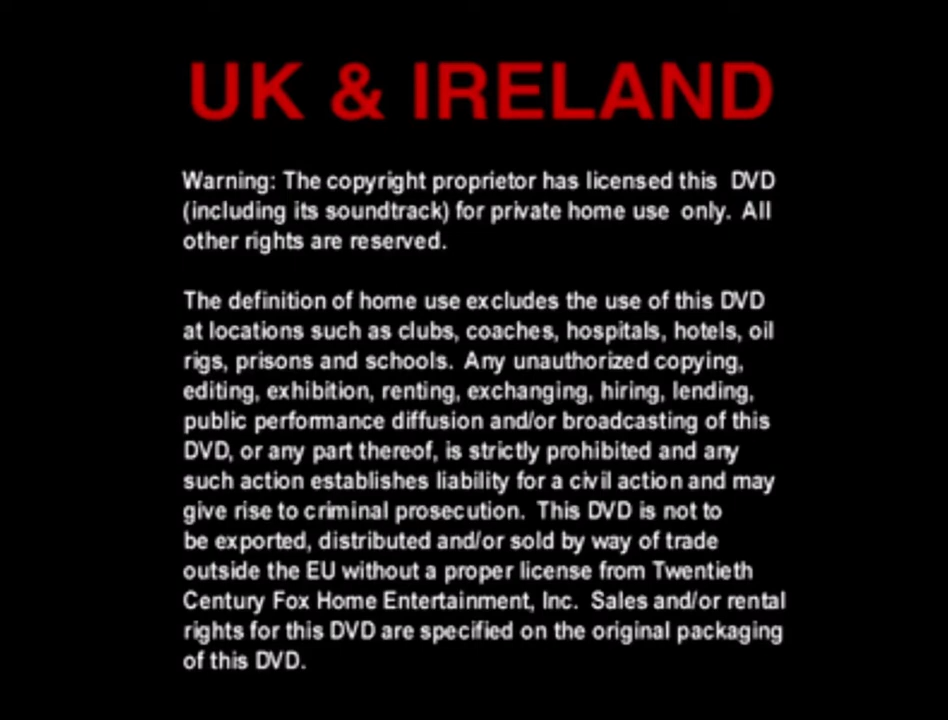 UK & IRELAND
Warning: The copyright proprietor has licensed this DVD
(including its soundtrack) for private home use only. All
other rights are reserved.
The definition of home use excludes the use of this DVD
at locations such as clubs, coaches, hospitals, hotels, oil
rigs, prisons and schools. Any unauthorized copying,
editing, exhibition, renting, exchanging, hiring, lending,
public performance diffusion and/or broadcasting of this
DVD, or any part thereof, is strictly prohibited and any
such action establishes liability for a civil action and may
give rise to criminal prosecution. This DVD is not to
be exported, distributed and/or sold by way of trade
outside the EU without a proper license from Twentieth
Century Fox Home Entertainment, Inc. Sales and/or rental
rights for this DVD are specified on the original packaging
of this DVD.